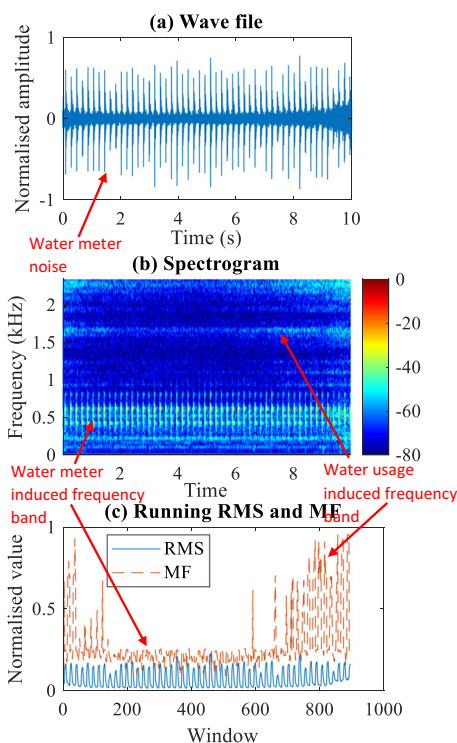 (a) Wave file
Normalised amplitude
1
0
-1
0 2 4 6 8 10
Time (s)
Water meter
noise
(b) Spectrogram
Frequency (kHz)
2
1.5
1
0.5
0
2 4 6 8
Time
0
-20
-40
-60
-80
Water meter
induced frequency
band
Water usage
induced frequency
band
(c) Running RMS and MF
Normalised value
1
0.5
0
RMS
MF
0 200 400 600 800 1000
Window